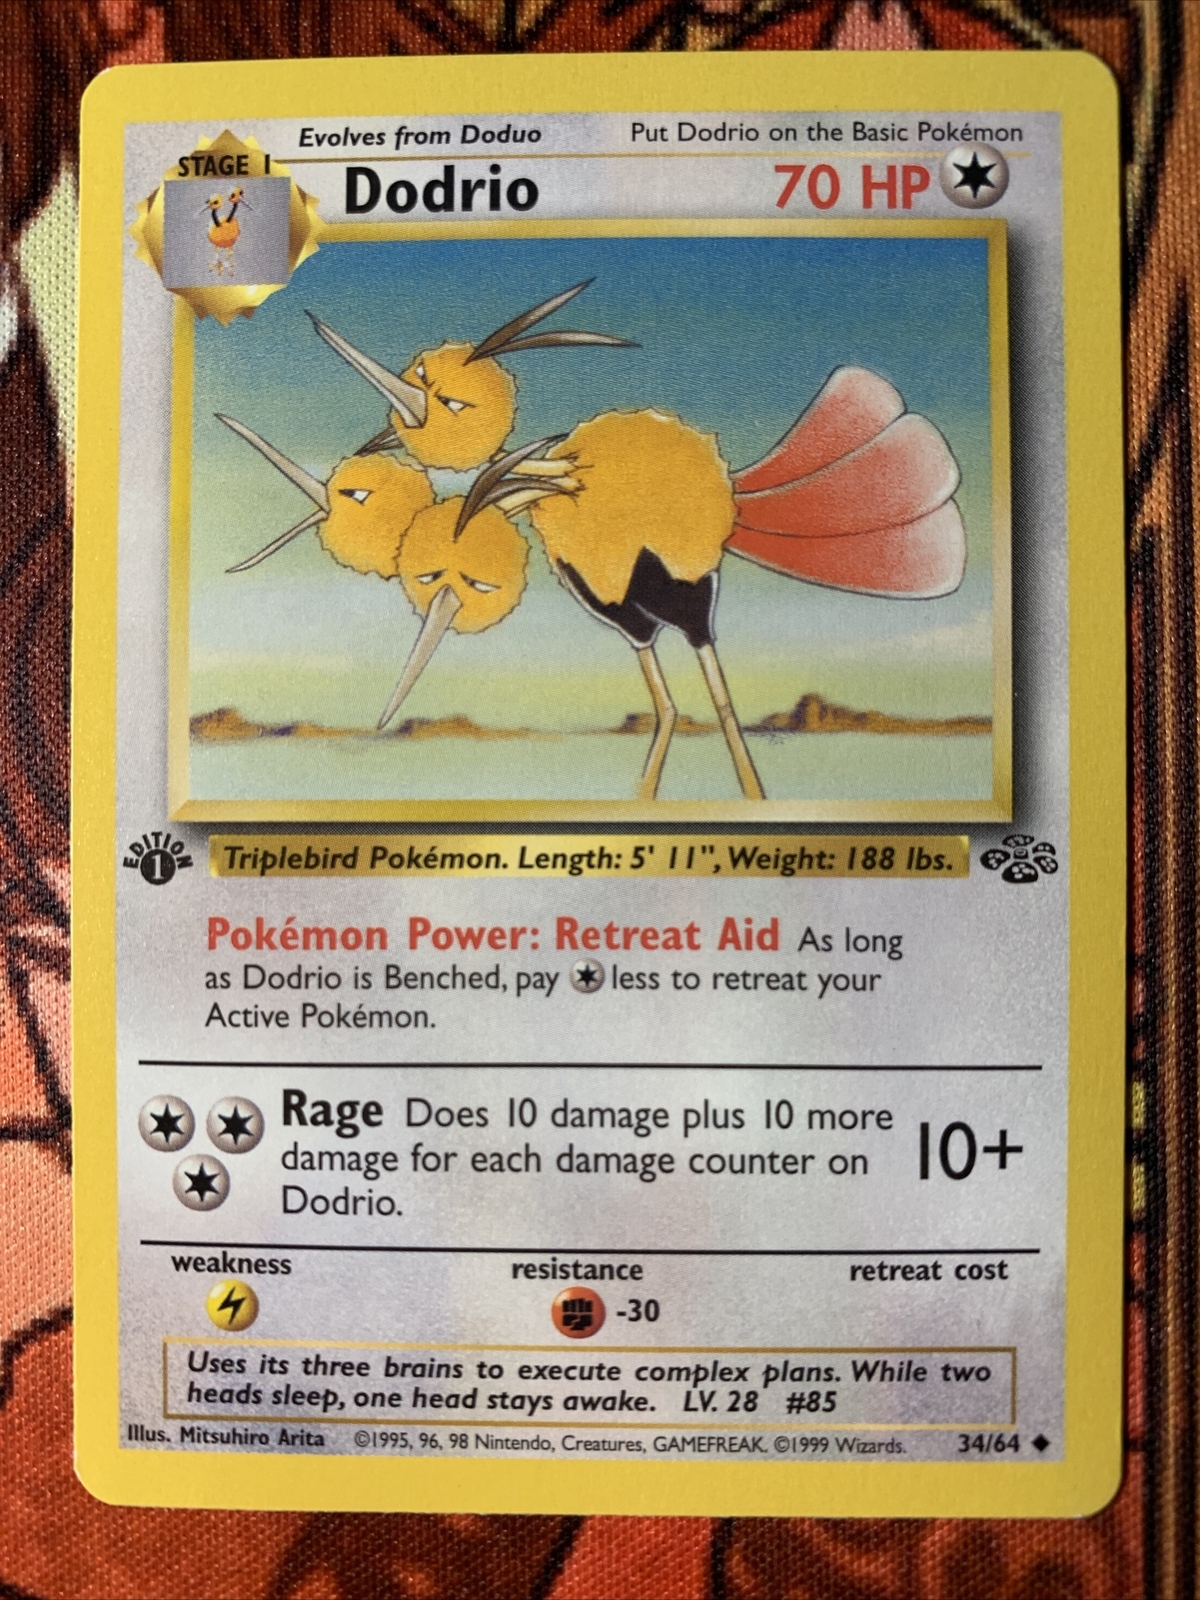 Evolves from Doduo
Put Dodrio on the Basic Pokémon
STAGE 1
Dodrio
70 HP
EDITION
1
Triplebird Pokémon. Length: 5' 11", Weight: 188 lbs.
Pokémon Power: Retreat Aid As long
as Dodrio is Benched, pay less to retreat your
Active Pokémon.
Rage Does 10 damage plus 10 more
damage for each damage counter on
Dodrio.
10+
weakness
resistance
retreat cost
-30
Uses its three brains to execute complex plans. While two
heads sleep, one head stays awake. LV. 28 #85
Illus. Mitsuhiro Arita ©1995, 96, 98 Nintendo, Creatures, GAMEFREAK. ©1999 Wizards. 34/64